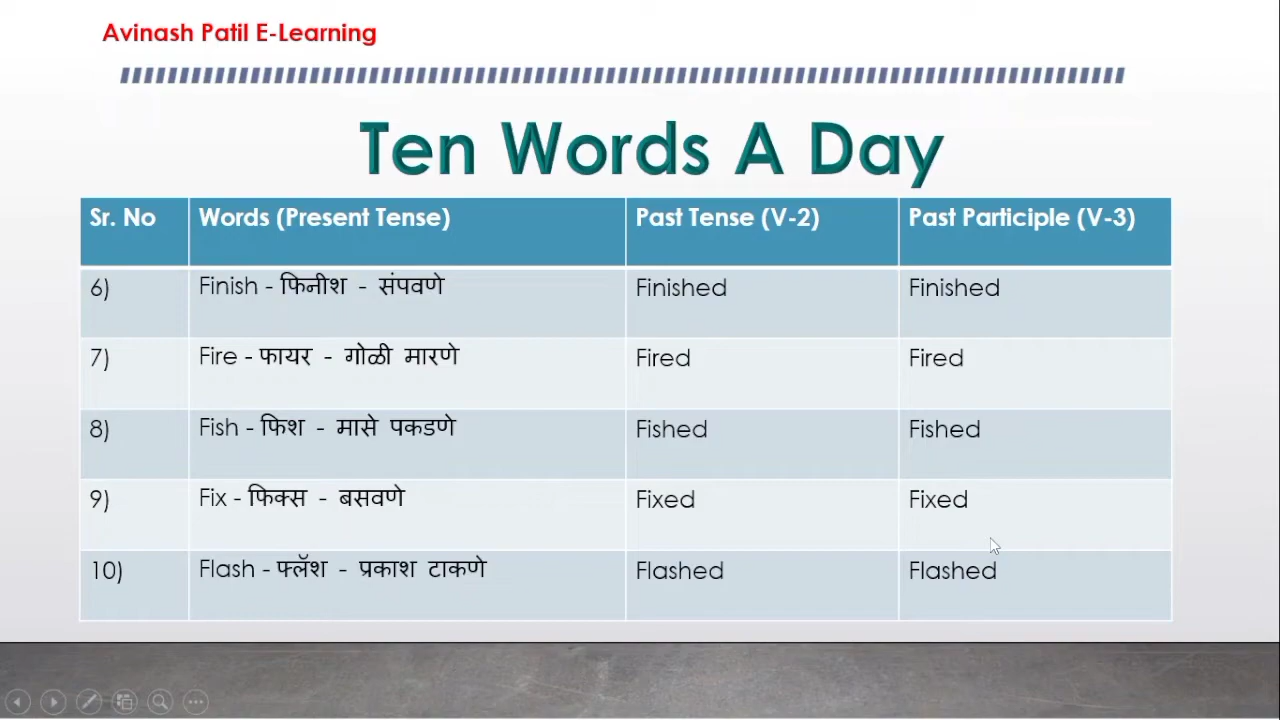 Avinash Patil E-Learning
Ten Words A Day
Sr. No Words (Present Tense) Past Tense (V-2) Past Participle (V-3)
6) Finish - फिनीश - संपवणे Finished Finished
7) Fire - फायर - गोळी मारणे Fired Fired
8) Fish - फिश - मासे पकडणे Fished Fished
9) Fix - फिक्स - बसवणे Fixed Fixed
10) Flash - फ्लॅश - प्रकाश टाकणे Flashed Flashed